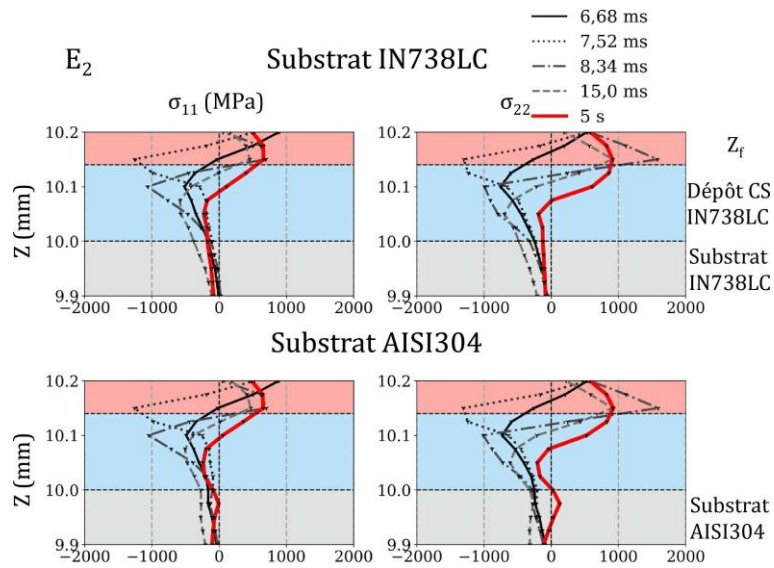 E₂
Substrat IN738LC
6,68 ms
7,52 ms
8,34 ms
15,0 ms
5 s
σ₁₁ (MPa)
σ₂₂
Z_f
Z (mm)
10.2
10.1
10.0
9.9
−2000
−1000
0
1000
2000
−2000
−1000
0
1000
2000
Dépôt CS
IN738LC
Substrat
IN738LC
Substrat AISI304
Z (mm)
10.2
10.1
10.0
9.9
−2000
−1000
0
1000
2000
−2000
−1000
0
1000
2000
Substrat
AISI304